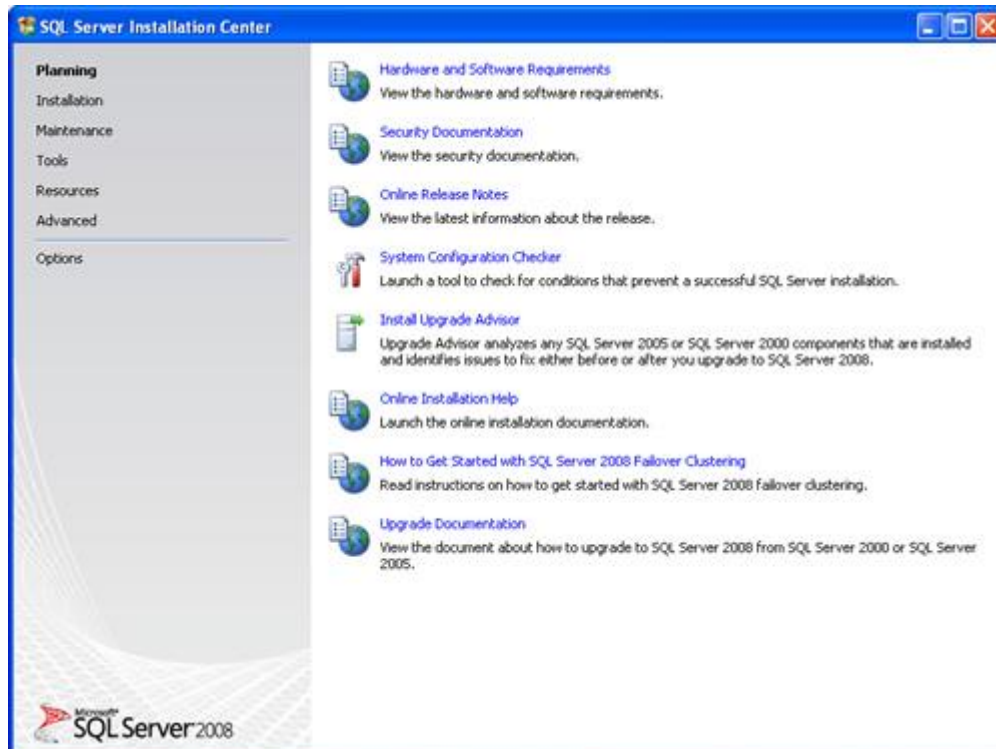 SQL Server Installation Center
Planning
Installation
Maintenance
Tools
Resources
Advanced
Options
Hardware and Software Requirements
View the hardware and software requirements.
Security Documentation
View the security documentation.
Online Release Notes
View the latest information about the release.
System Configuration Checker
Launch a tool to check for conditions that prevent a successful SQL Server installation.
Install Upgrade Advisor
Upgrade Advisor analyzes any SQL Server 2005 or SQL Server 2000 components that are installed
and identifies issues to fix either before or after you upgrade to SQL Server 2008.
Online Installation Help
Launch the online installation documentation.
How to Get Started with SQL Server 2008 Failover Clustering
Read instructions on how to get started with SQL Server 2008 failover clustering.
Upgrade Documentation
View the document about how to upgrade to SQL Server 2008 from SQL Server 2000 or SQL Server
2005.
Microsoft
SQL Server 2008